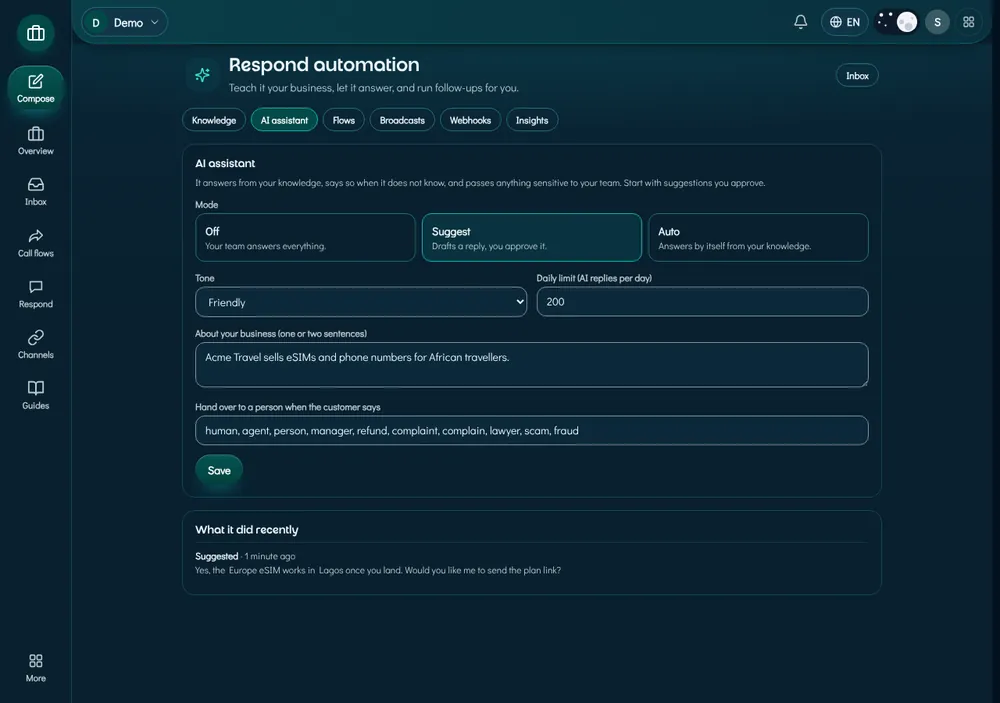 D Demo
EN
S
Compose
Overview
Inbox
Call flows
Respond
Channels
Guides
More
Respond automation
Teach it your business, let it answer, and run follow-ups for you.
Inbox
Knowledge
AI assistant
Flows
Broadcasts
Webhooks
Insights
AI assistant
It answers from your knowledge, says so when it does not know, and passes anything sensitive to your team. Start with suggestions you approve.
Mode
Off
Your team answers everything.
Suggest
Drafts a reply, you approve it.
Auto
Answers by itself from your knowledge.
Tone
Friendly
Daily limit (AI replies per day)
200
About your business (one or two sentences)
Acme Travel sells eSIMs and phone numbers for African travellers.
Hand over to a person when the customer says
human, agent, person, manager, refund, complaint, complain, lawyer, scam, fraud
Save
What it did recently
Suggested · 1 minute ago
Yes, the Europe eSIM works in Lagos once you land. Would you like me to send the plan link?